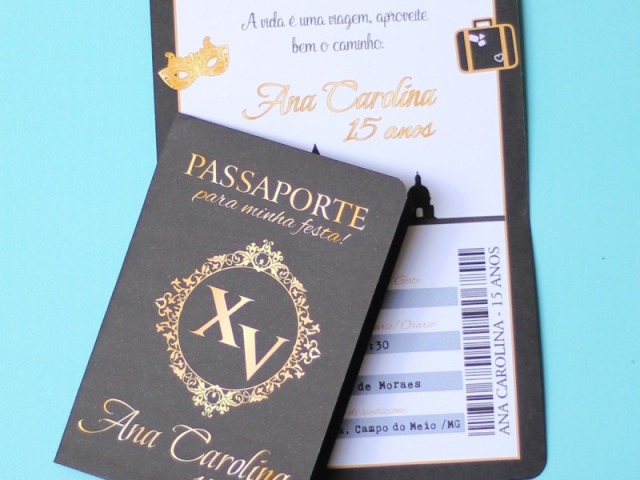 A vida é uma viagem, aproveite
bem o caminho.
Ana Carolina
15 anos
PASSAPORTE
para minha festa!
XV
Ana Carolina
:30
de Moraes
, Campo do Meio /MG
ANA CAROLINA - 15 ANOS